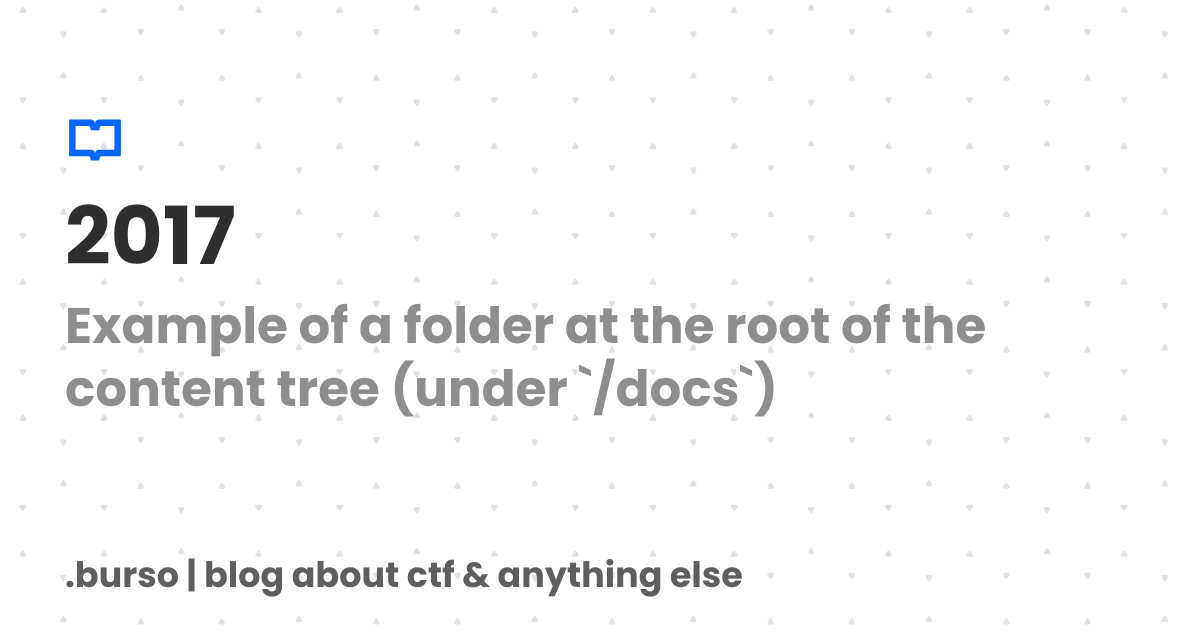 2017
Example of a folder at the root of the
content tree (under `/docs`)
.burso | blog about ctf & anything else